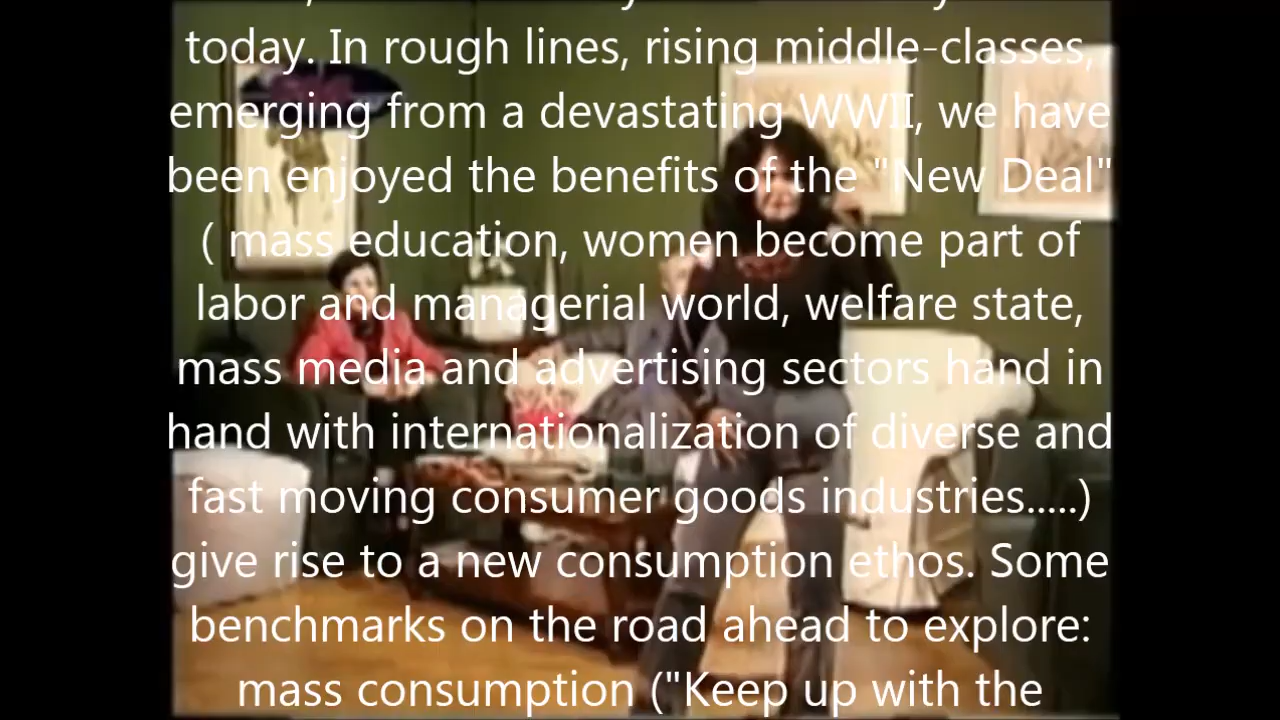 today. In rough lines, rising middle-classes,
emerging from a devastating WWII, we have
been enjoyed the benefits of the "New Deal"
( mass education, women become part of
labor and managerial world, welfare state,
mass media and advertising sectors hand in
hand with internationalization of diverse and
fast moving consumer goods industries.....)
give rise to a new consumption ethos. Some
benchmarks on the road ahead to explore:
mass consumption ("Keep up with the